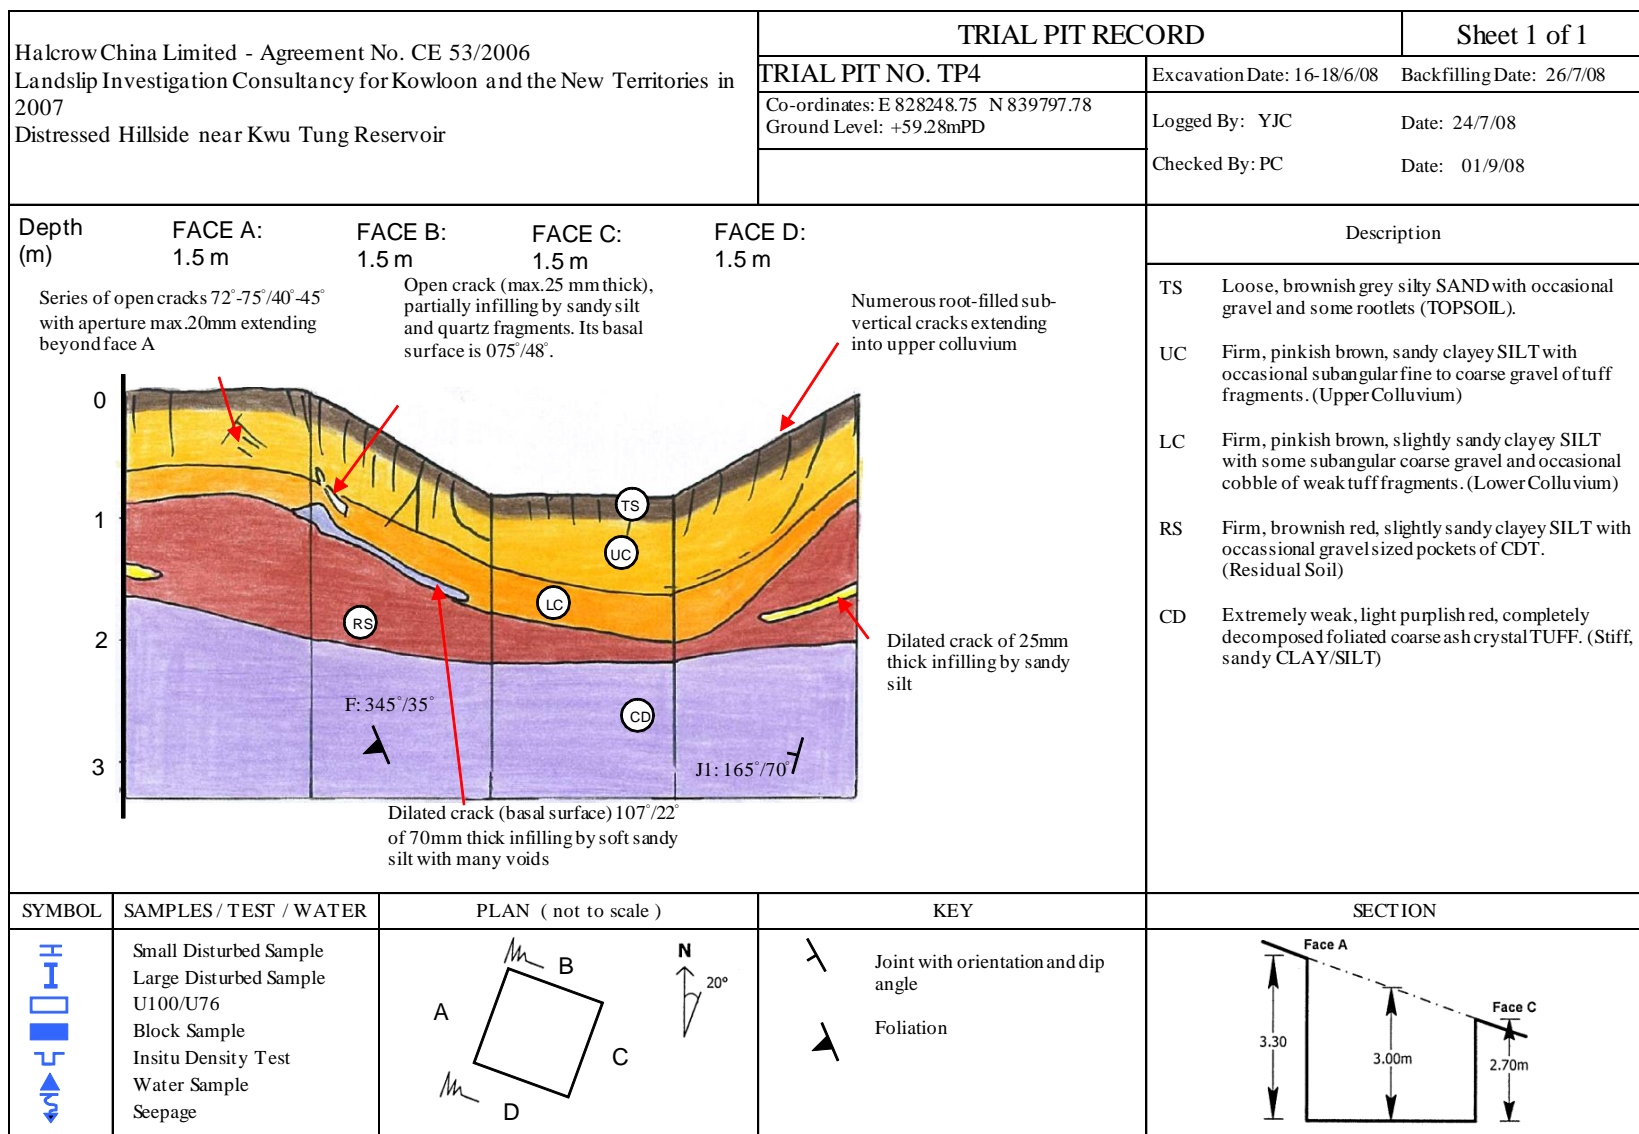 Halcrow China Limited - Agreement No. CE 53/2006
Landslip Investigation Consultancy for Kowloon and the New Territories in
2007
Distressed Hillside near Kwu Tung Reservoir
TRIAL PIT RECORD
Sheet 1 of 1
TRIAL PIT NO. TP4
Co-ordinates: E 828248.75 N 839797.78
Ground Level: +59.28mPD
Excavation Date: 16-18/6/08 Backfilling Date: 26/7/08
Logged By: YJC Date: 24/7/08
Checked By: PC Date: 01/9/08
Depth
(m)
FACE A:
1.5 m
FACE B:
1.5 m
FACE C:
1.5 m
FACE D:
1.5 m
Series of open cracks 72°-75°/40°-45°
with aperture max.20mm extending
beyond face A
Open crack (max.25 mm thick),
partially infilling by sandy silt
and quartz fragments. Its basal
surface is 075°/48°.
Numerous root-filled sub-
vertical cracks extending
into upper colluvium
0
1
2
3
TS
UC
LC
RS
CD
F: 345°/35°
J1: 165°/70°
Dilated crack of 25mm
thick infilling by sandy
silt
Dilated crack (basal surface) 107°/22°
of 70mm thick infilling by soft sandy
silt with many voids
Description
TS Loose, brownish grey silty SAND with occasional
gravel and some rootlets (TOPSOIL).
UC Firm, pinkish brown, sandy clayey SILT with
occasional subangular fine to coarse gravel of tuff
fragments. (Upper Colluvium)
LC Firm, pinkish brown, slightly sandy clayey SILT
with some subangular coarse gravel and occasional
cobble of weak tuff fragments. (Lower Colluvium)
RS Firm, brownish red, slightly sandy clayey SILT with
occassional gravel sized pockets of CDT.
(Residual Soil)
CD Extremely weak, light purplish red, completely
decomposed foliated coarse ash crystal TUFF. (Stiff,
sandy CLAY/SILT)
SYMBOL
SAMPLES / TEST / WATER
Small Disturbed Sample
Large Disturbed Sample
U100/U76
Block Sample
Insitu Density Test
Water Sample
Seepage
PLAN ( not to scale )
A
B
C
D
N
20°
KEY
Joint with orientation and dip
angle
Foliation
SECTION
Face A
Face C
3.30
3.00m
2.70m